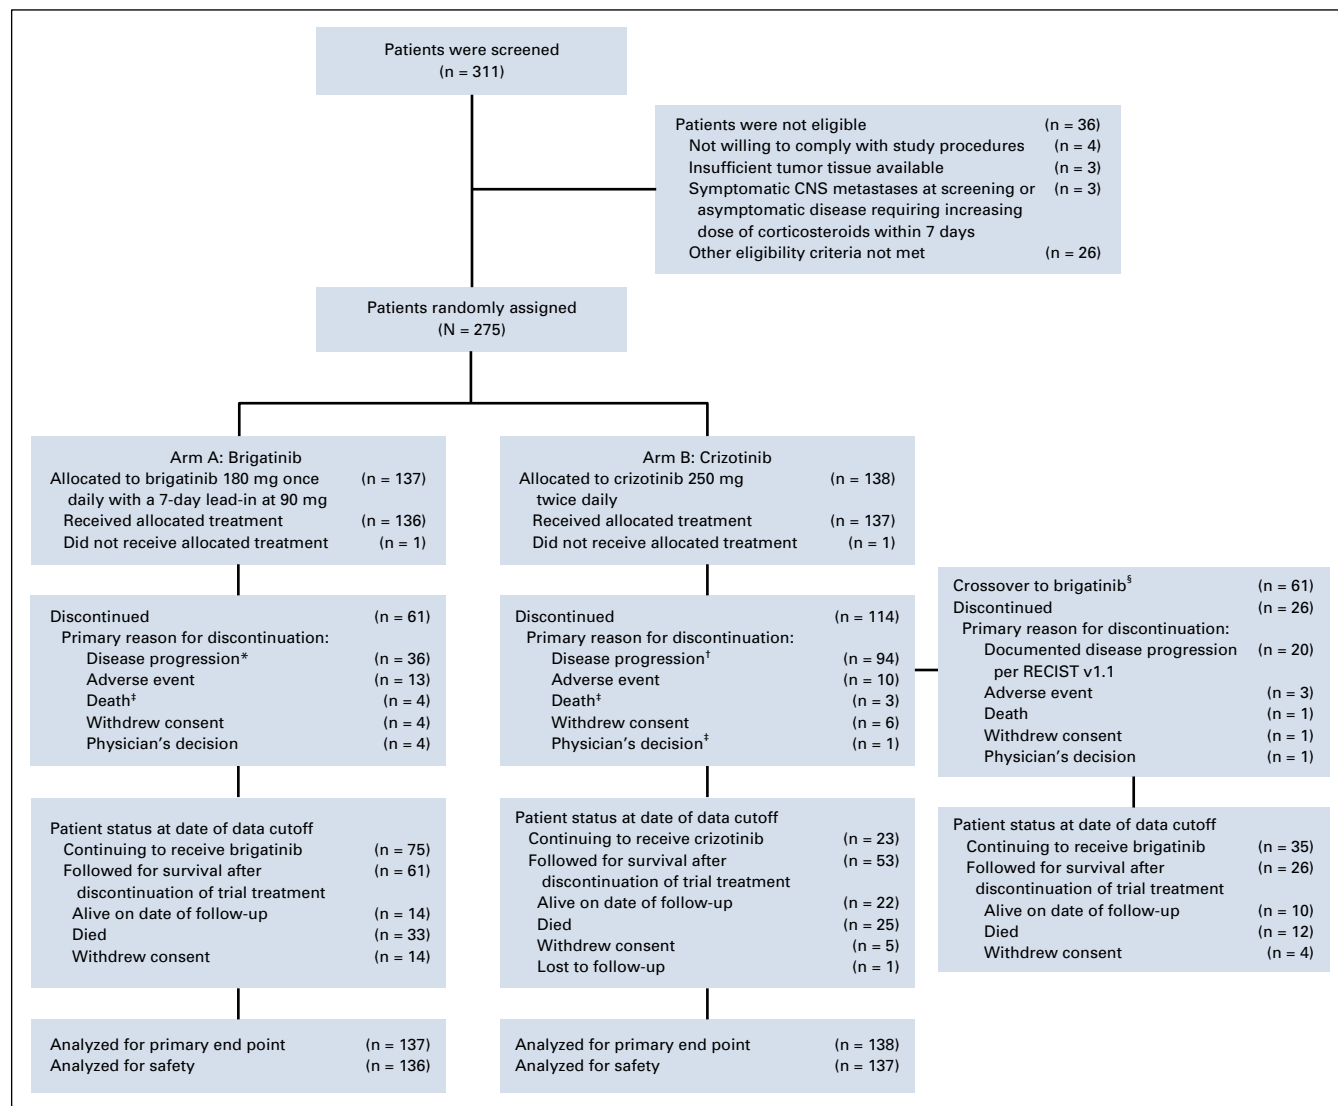 Patients were screened
(n = 311)
Patients were not eligible (n = 36)
Not willing to comply with study procedures (n = 4)
Insufficient tumor tissue available (n = 3)
Symptomatic CNS metastases at screening or (n = 3)
asymptomatic disease requiring increasing
dose of corticosteroids within 7 days
Other eligibility criteria not met (n = 26)
Patients randomly assigned
(N = 275)
Arm A: Brigatinib
Allocated to brigatinib 180 mg once (n = 137)
daily with a 7-day lead-in at 90 mg
Received allocated treatment (n = 136)
Did not receive allocated treatment (n = 1)
Arm B: Crizotinib
Allocated to crizotinib 250 mg (n = 138)
twice daily
Received allocated treatment (n = 137)
Did not receive allocated treatment (n = 1)
Discontinued (n = 61)
Primary reason for discontinuation:
Disease progression* (n = 36)
Adverse event (n = 13)
Death‡ (n = 4)
Withdrew consent (n = 4)
Physician's decision (n = 4)
Discontinued (n = 114)
Primary reason for discontinuation:
Disease progression† (n = 94)
Adverse event (n = 10)
Death‡ (n = 3)
Withdrew consent (n = 6)
Physician's decision‡ (n = 1)
Crossover to brigatinib§ (n = 61)
Discontinued (n = 26)
Primary reason for discontinuation:
Documented disease progression (n = 20)
per RECIST v1.1
Adverse event (n = 3)
Death (n = 1)
Withdrew consent (n = 1)
Physician's decision (n = 1)
Patient status at date of data cutoff
Continuing to receive brigatinib (n = 75)
Followed for survival after (n = 61)
discontinuation of trial treatment
Alive on date of follow-up (n = 14)
Died (n = 33)
Withdrew consent (n = 14)
Patient status at date of data cutoff
Continuing to receive crizotinib (n = 23)
Followed for survival after (n = 53)
discontinuation of trial treatment
Alive on date of follow-up (n = 22)
Died (n = 25)
Withdrew consent (n = 5)
Lost to follow-up (n = 1)
Patient status at date of data cutoff
Continuing to receive brigatinib (n = 35)
Followed for survival after (n = 26)
discontinuation of trial treatment
Alive on date of follow-up (n = 10)
Died (n = 12)
Withdrew consent (n = 4)
Analyzed for primary end point (n = 137)
Analyzed for safety (n = 136)
Analyzed for primary end point (n = 138)
Analyzed for safety (n = 137)